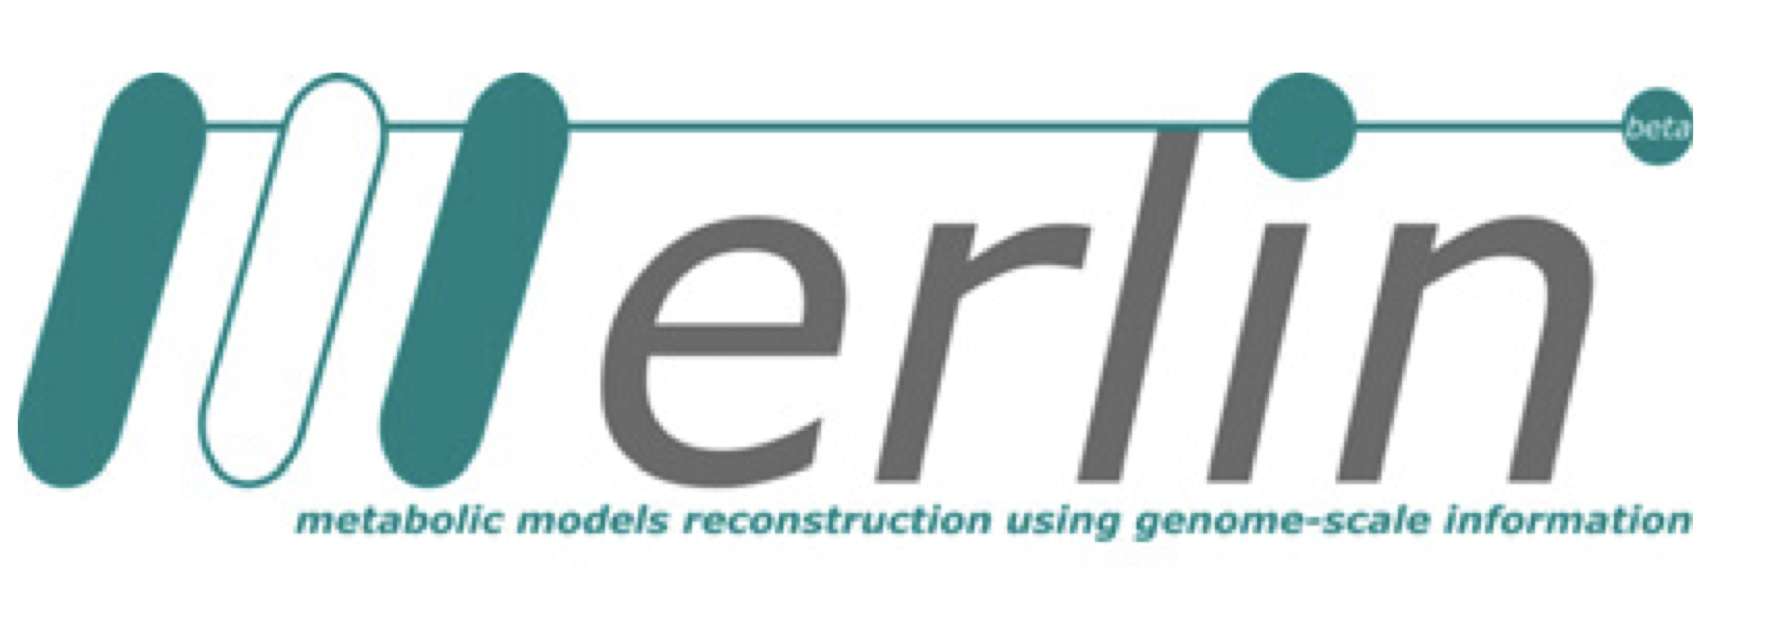 merlin
beta
metabolic models reconstruction using genome-scale information